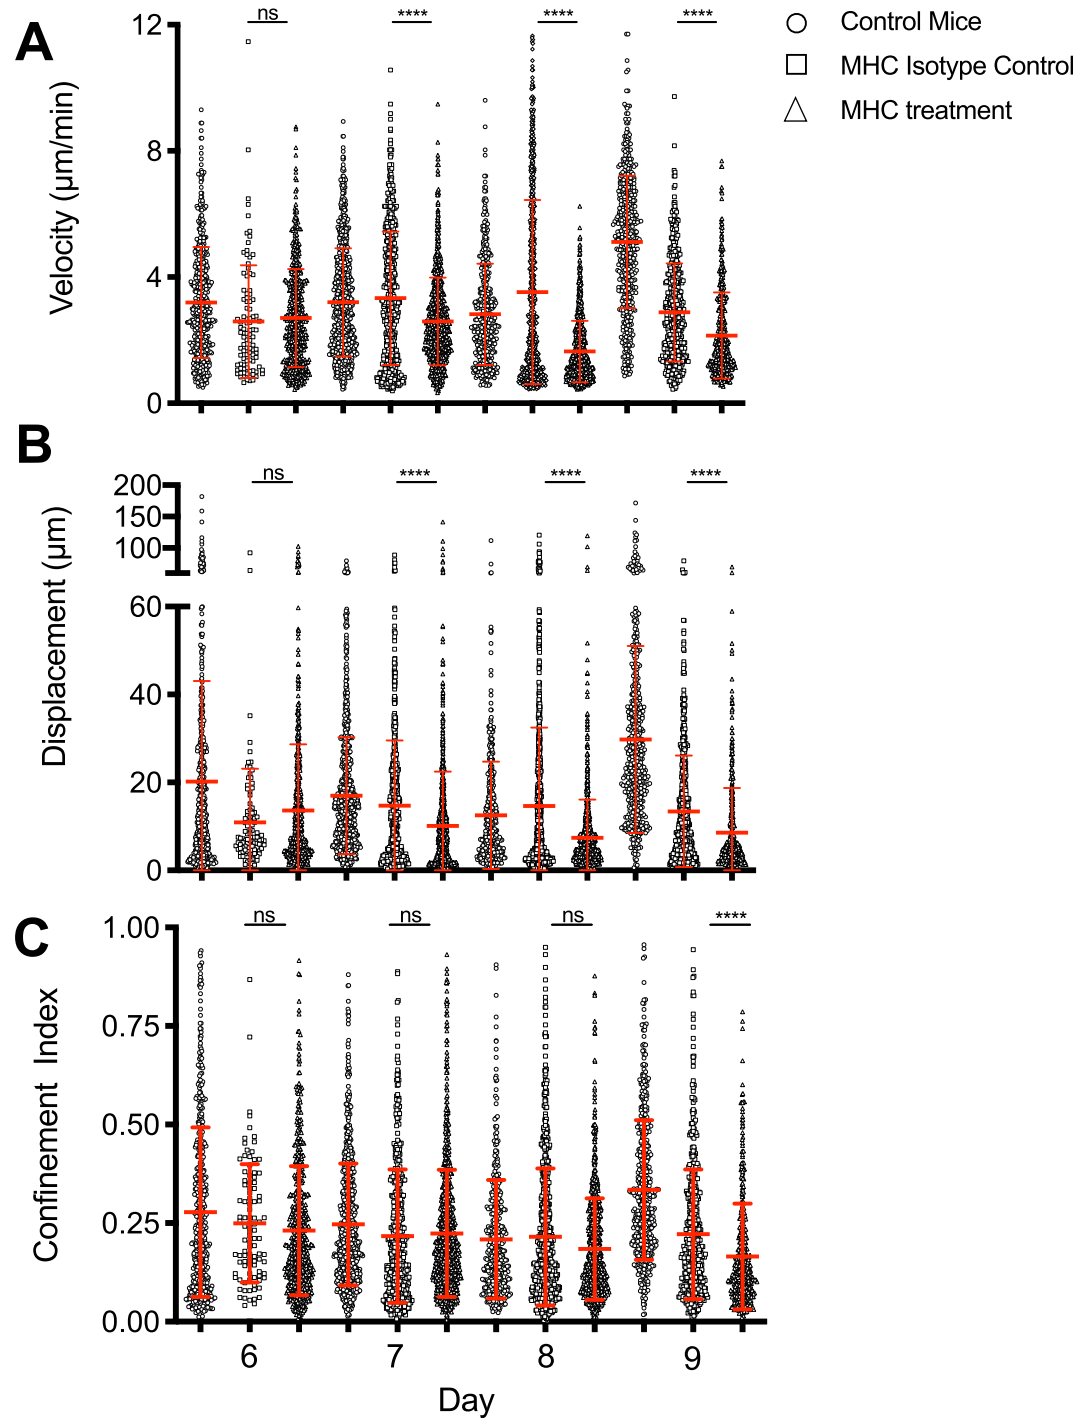 A
ns
****
****
****
Control Mice
MHC Isotype Control
MHC treatment
Velocity (μm/min)
12
8
4
0
B
ns
****
****
****
Displacement (μm)
200
150
100
60
40
20
0
C
ns
ns
ns
****
Confinement Index
1.00
0.75
0.50
0.25
0.00
6
7
8
9
Day